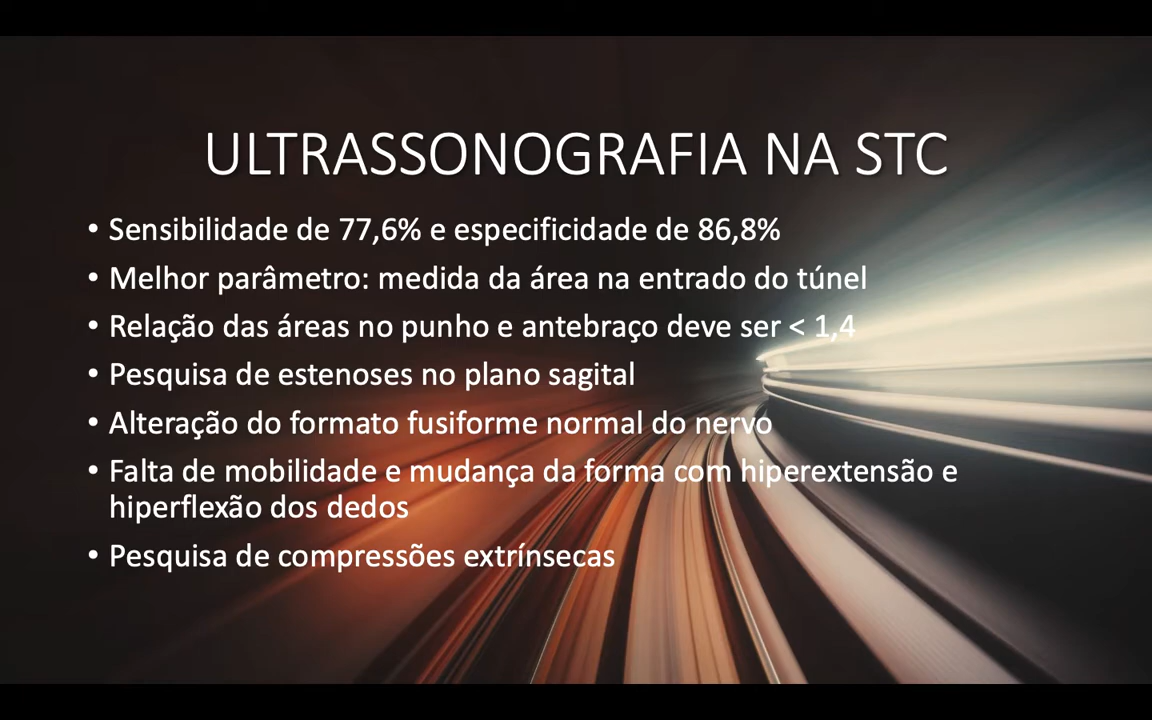 ULTRASSONOGRAFIA NA STC
• Sensibilidade de 77,6% e especificidade de 86,8%
• Melhor parâmetro: medida da área na entrado do túnel
• Relação das áreas no punho e antebraço deve ser < 1,4
• Pesquisa de estenoses no plano sagital
• Alteração do formato fusiforme normal do nervo
• Falta de mobilidade e mudança da forma com hiperextensão e
hiperflexão dos dedos
• Pesquisa de compressões extrínsecas